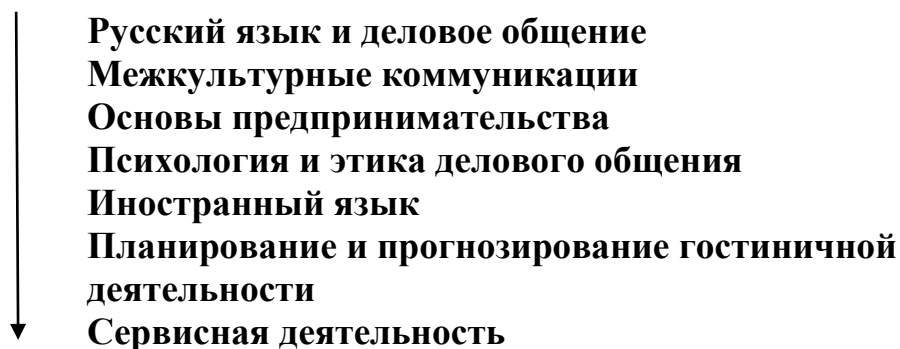 Русский язык и деловое общение
Межкультурные коммуникации
Основы предпринимательства
Психология и этика делового общения
Иностранный язык
Планирование и прогнозирование гостиничной
деятельности
Сервисная деятельность